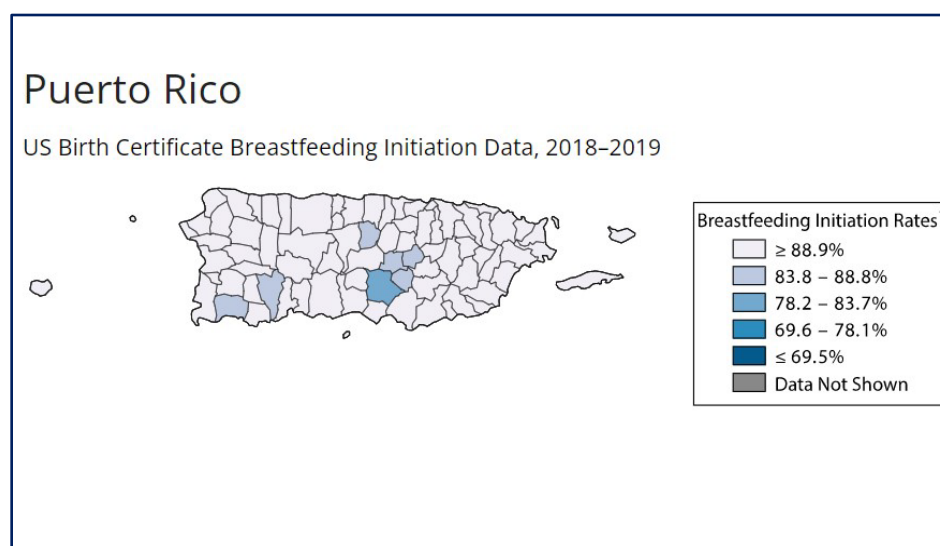 Puerto Rico
US Birth Certificate Breastfeeding Initiation Data, 2018–2019
Breastfeeding Initiation Rates
≥ 88.9%
83.8 – 88.8%
78.2 – 83.7%
69.6 – 78.1%
≤ 69.5%
Data Not Shown